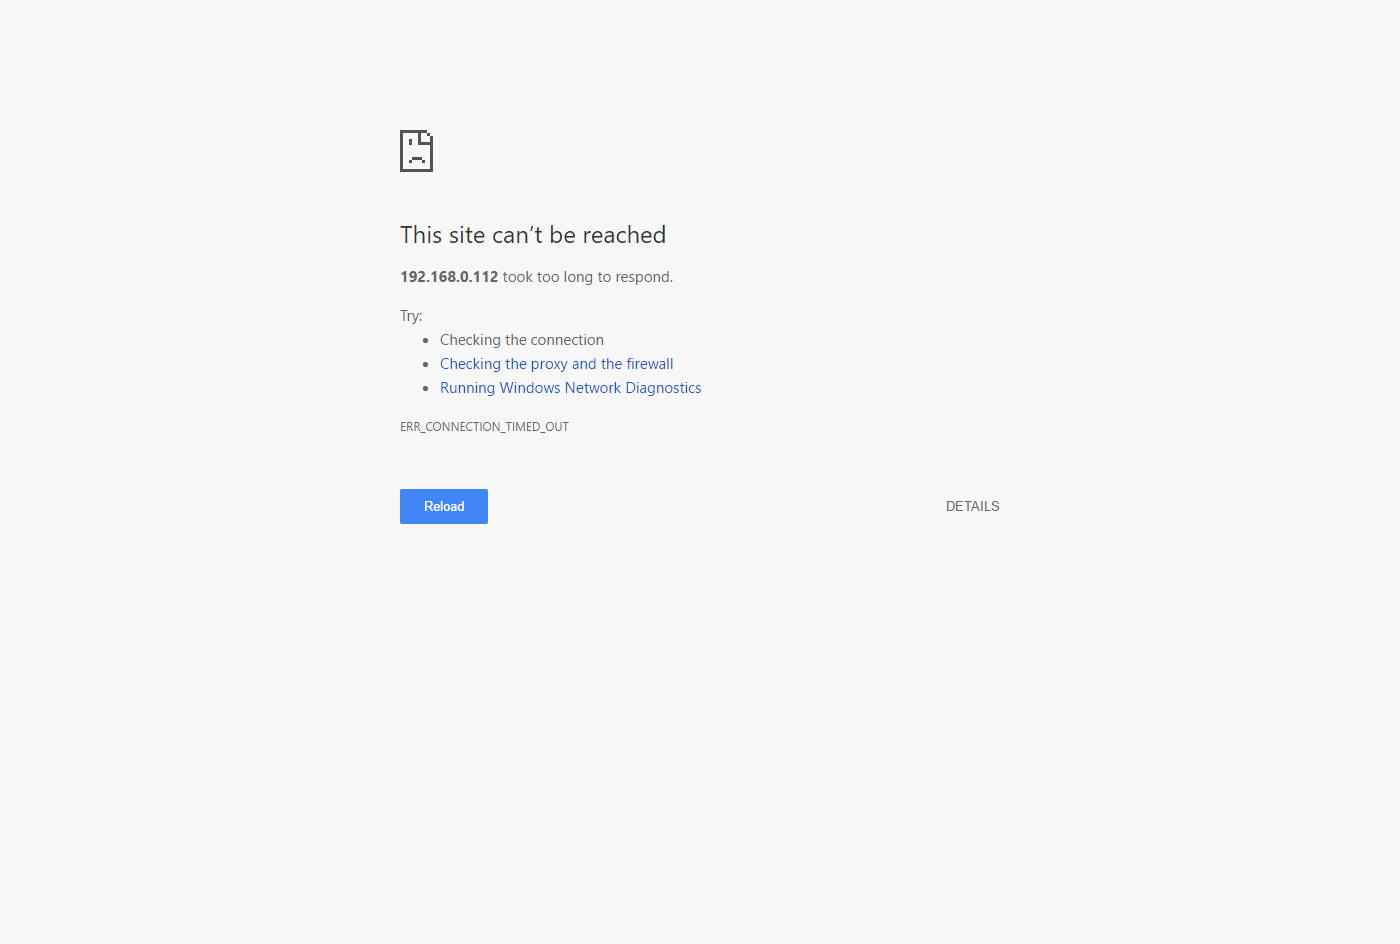 This site can’t be reached
192.168.0.112 took too long to respond.
Try:
Checking the connection
Checking the proxy and the firewall
Running Windows Network Diagnostics
ERR_CONNECTION_TIMED_OUT
Reload
DETAILS